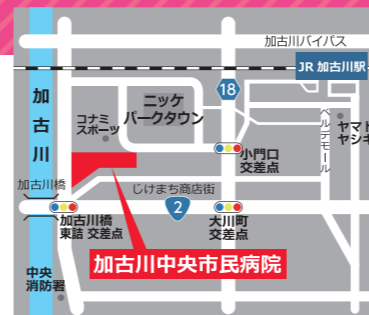 加古川バイパス
JR 加古川駅
加古川
18
コナミ
スポーツ
ニッケ
パークタウン
ベルデモール
ヤマト
ヤシキ
小門口
交差点
加古川橋
じけまち商店街
2
加古川橋
東詰 交差点
大川町
交差点
加古川中央市民病院
中央
消防署